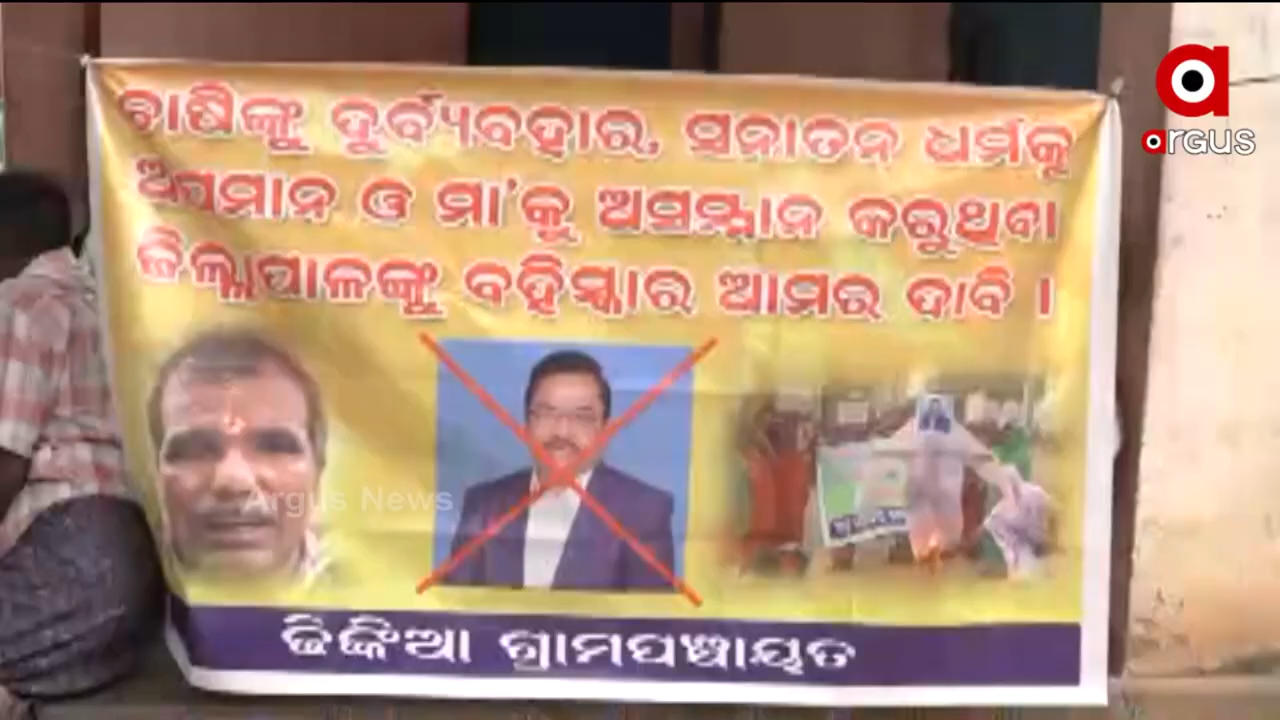 ଚାଷିଙ୍କୁ ଦୁର୍ବ୍ୟବହାର, ସନାତନ ଧର୍ମକୁ
ଅପମାନ ଓ ମା'କୁ ଅସମ୍ମାନ କରୁଥିବା
ଜିଲ୍ଲାପାଳଙ୍କୁ ବହିସ୍କାର ଆମର ଦାବି ।
ଢିଙ୍କିଆ ଗ୍ରାମପଞ୍ଚାୟତ
argus
Argus News